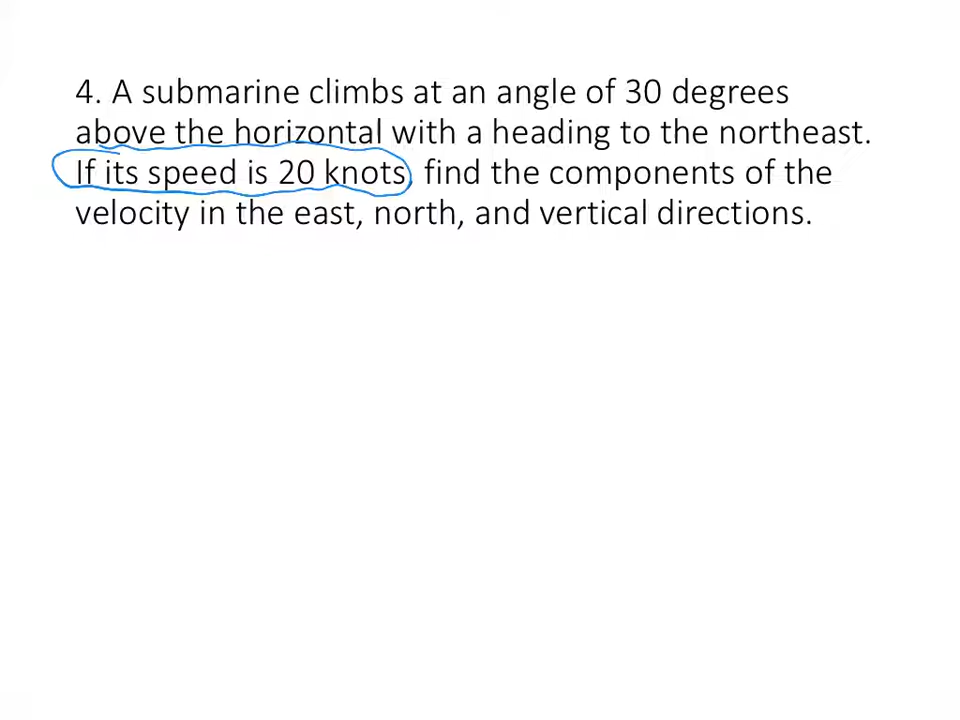 4. A submarine climbs at an angle of 30 degrees
above the horizontal with a heading to the northeast.
If its speed is 20 knots, find the components of the
velocity in the east, north, and vertical directions.